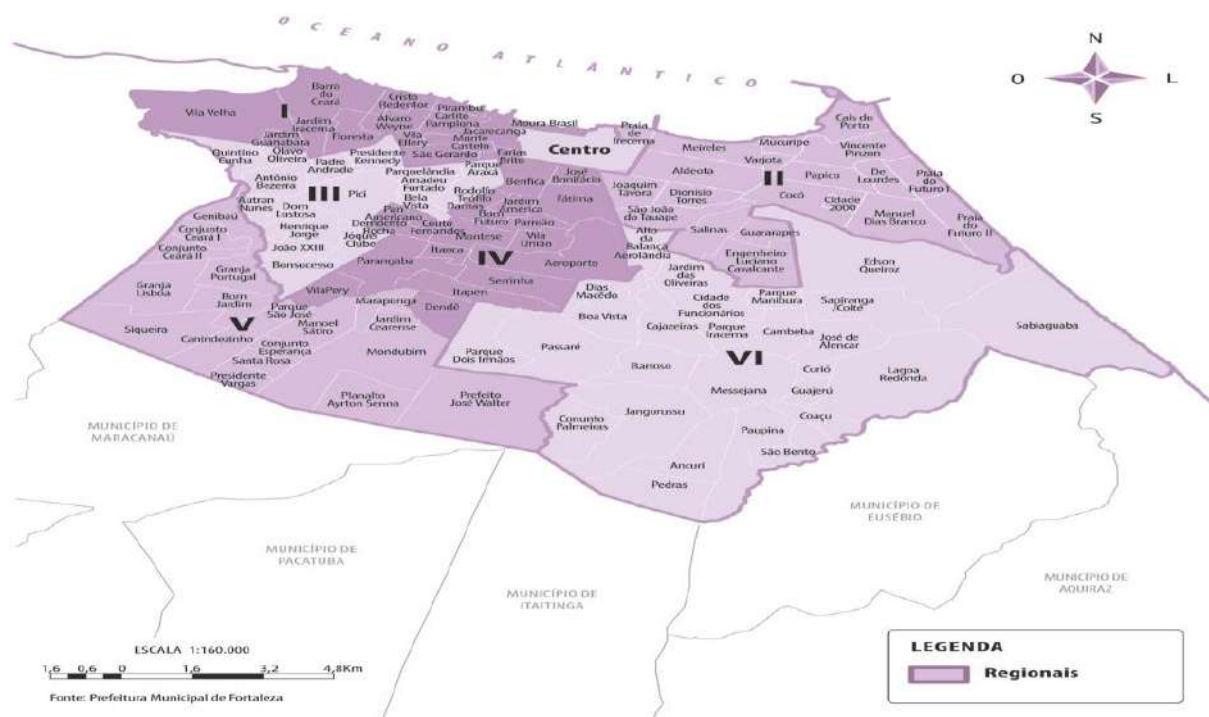 OCEANO ATLÂNTICO
N
O
L
S
Barra
do
Ceará
Vila Velha
I
Jardim
Iracema
Cristo
Redentor
Pirambu
Carlito
Pamplona
Álvaro
Weyne
Jacarecanga
Moura Brasil
Floresta
Vila
Ellery
Monte
Castelo
São Gerardo
Farias
Brito
Jardim
Guanabara
Olavo
Oliveira
Quintino
Cunha
Padre
Andrade
Presidente
Kennedy
Parquelândia
Amadeu
Furtado
Parque
Araxá
Antônio
Bezerra
III
Pici
Bela
Vista
Rodolfo
Teófilo
Autran
Nunes
Dom
Lustosa
Henrique
Jorge
João XXIII
Jóquei
Clube
Bonsucesso
Centro
Praia
de
Iracema
Meireles
Mucuripe
Cais do
Porto
Vincente
Pinzon
Aldeola
Varjota
II
Papicu
De
Lourdes
Praia
do
Futuro I
Joaquim
Távora
Dionísio
Torres
Cocó
Cidade
2000
Manuel
Dias Branco
Praia
do
Futuro II
São João
do Tauape
Salinas
Guararapes
Engenheiro
Luciano
Cavalcante
Benfica
José
Bonifácio
Fátima
Damas
Jardim
América
Bom
Futuro
Parreão
Pan
Americano
Demócrito
Rocha
Couto
Fernandes
Montese
Vila
União
Itaoca
IV
Aeroporto
Parangaba
Serrinha
Itaperi
Vila Pery
Dendê
Genibaú
Conjunto
Ceará I
Conjunto
Ceará II
Granja
Portugal
Granja
Lisboa
Bom
Jardim
V
Siqueira
Canindezinho
Parque
São José
Manoel
Sátiro
Maraponga
Jardim
Cearense
Conjunto
Esperança
Santa Rosa
Mondubim
Presidente
Vargas
Planalto
Ayrton Senna
Prefeito
José Walter
Alto
da
Balança
Aerolândia
Jardim
das
Oliveiras
Edson
Queiroz
Dias
Macêdo
Boa Vista
Cidade
dos
Funcionários
Parque
Manibura
Sapiranga
/Coité
Sabiaguaba
Cajazeiras
Parque
Iracema
Cambeba
José de
Alencar
Passaré
Parque
Dois Irmãos
Barroso
VI
Curió
Lagoa
Redonda
Messejana
Guajerú
Jangurussu
Coaçu
Conunto
Palmeiras
Paupina
São Bento
Ancuri
Pedras
MUNICÍPIO DE
MARACANAÚ
MUNICÍPIO DE
PACATUBA
MUNICÍPIO DE
ITAITINGA
MUNICÍPIO DE
EUSÉBIO
MUNICÍPIO DE
AQUIRAZ
ESCALA 1:160.000
1,6 0,6 0 1,6 3,2 4,8Km
Fonte: Prefeitura Municipal de Fortaleza
LEGENDA
Regionais